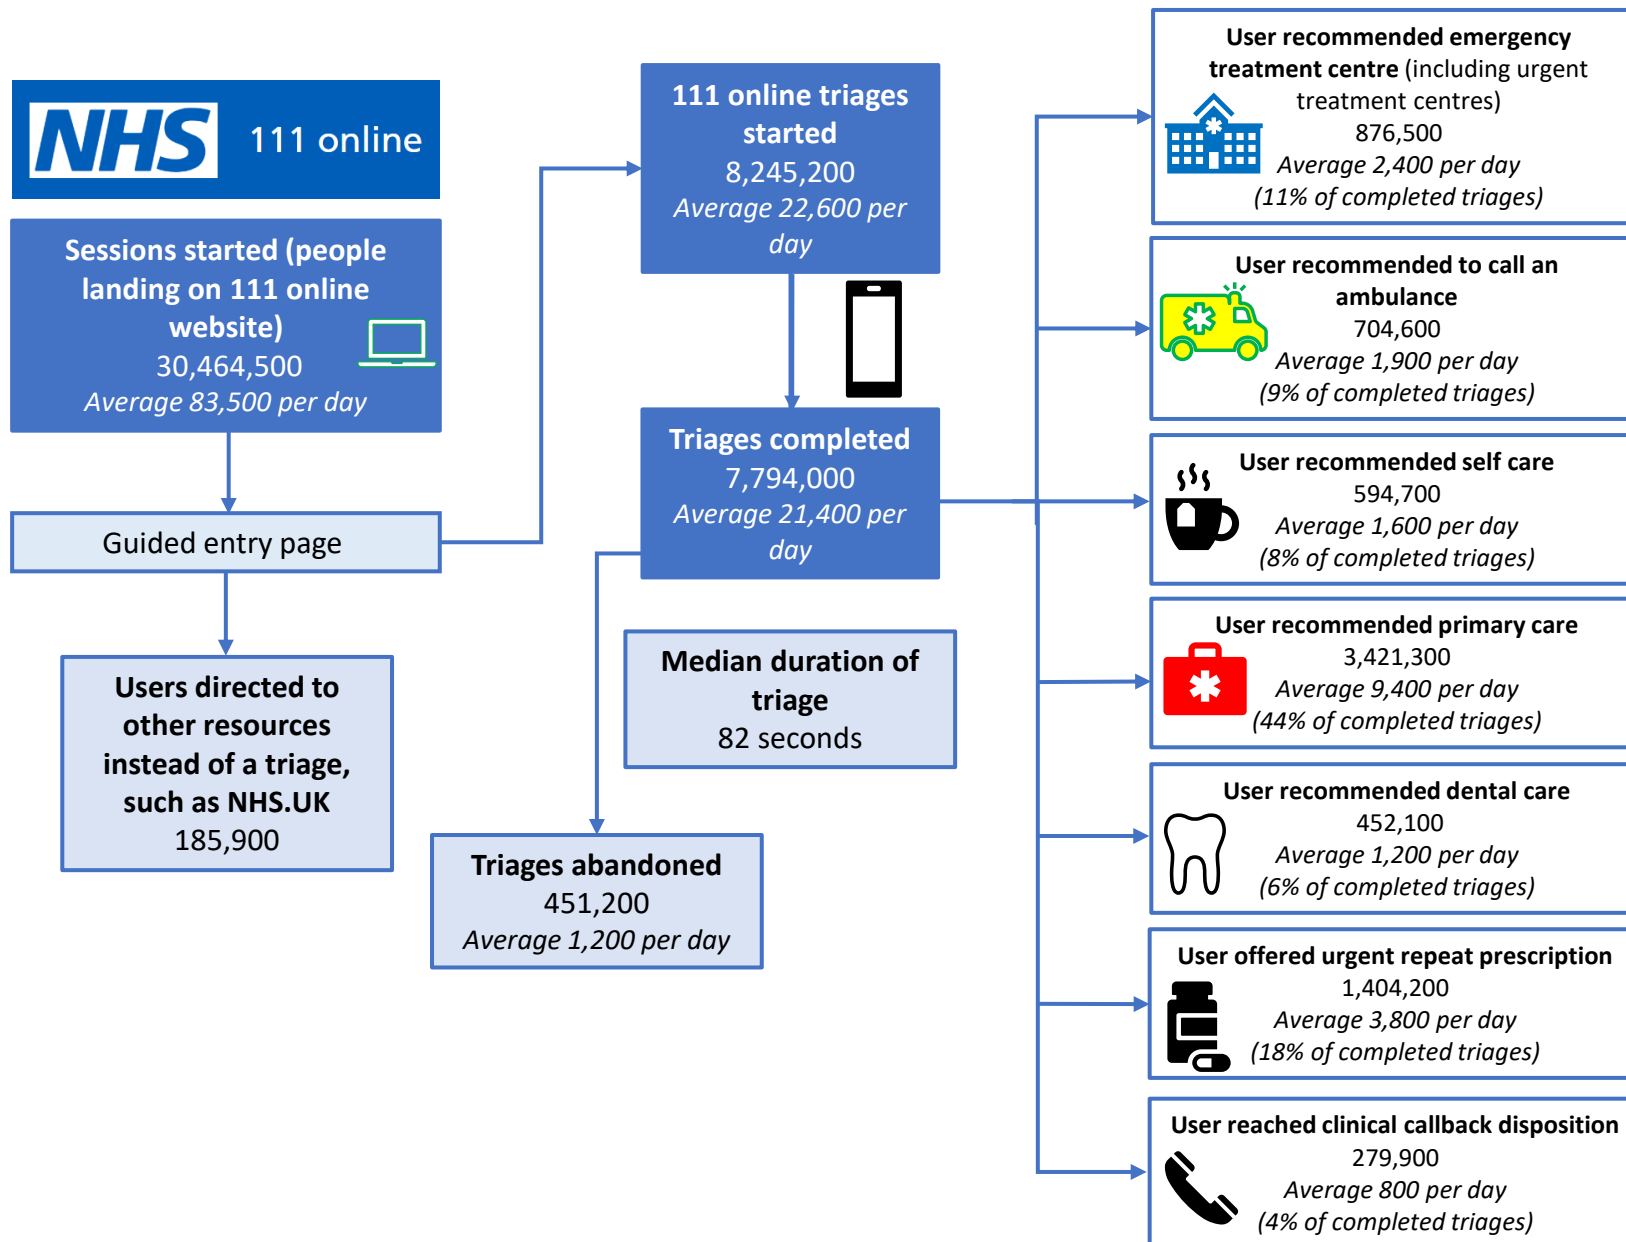 NHS 111 online
Sessions started (people
landing on 111 online
website)
30,464,500
Average 83,500 per day
Guided entry page
Users directed to
other resources
instead of a triage,
such as NHS.UK
185,900
111 online triages
started
8,245,200
Average 22,600 per
day
Triages completed
7,794,000
Average 21,400 per
day
Median duration of
triage
82 seconds
Triages abandoned
451,200
Average 1,200 per day
User recommended emergency
treatment centre (including urgent
treatment centres)
876,500
Average 2,400 per day
(11% of completed triages)
User recommended to call an
ambulance
704,600
Average 1,900 per day
(9% of completed triages)
User recommended self care
594,700
Average 1,600 per day
(8% of completed triages)
User recommended primary care
3,421,300
Average 9,400 per day
(44% of completed triages)
User recommended dental care
452,100
Average 1,200 per day
(6% of completed triages)
User offered urgent repeat prescription
1,404,200
Average 3,800 per day
(18% of completed triages)
User reached clinical callback disposition
279,900
Average 800 per day
(4% of completed triages)